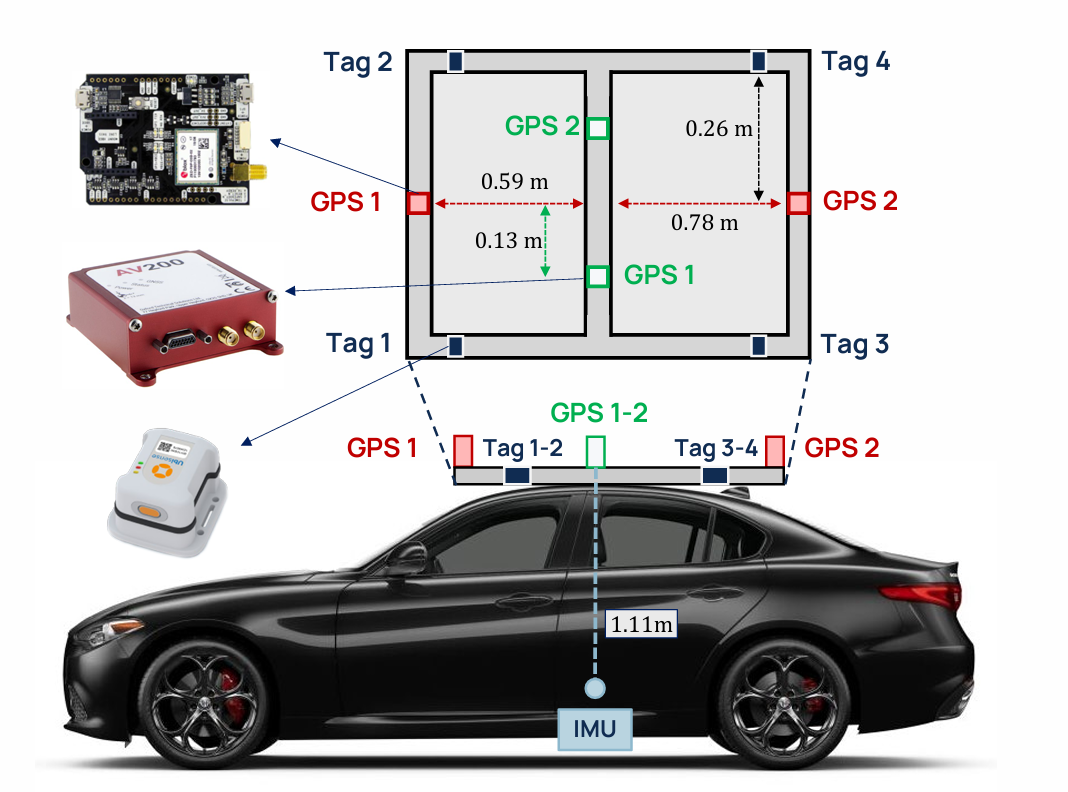 Tag 2
Tag 4
GPS 2
0.26 m
0.59 m
GPS 1
GPS 2
0.78 m
0.13 m
AV200
GPS 1
Tag 1
Tag 3
GPS 1-2
GPS 1
Tag 1-2
Tag 3-4
GPS 2
Ubisense
1.11m
IMU